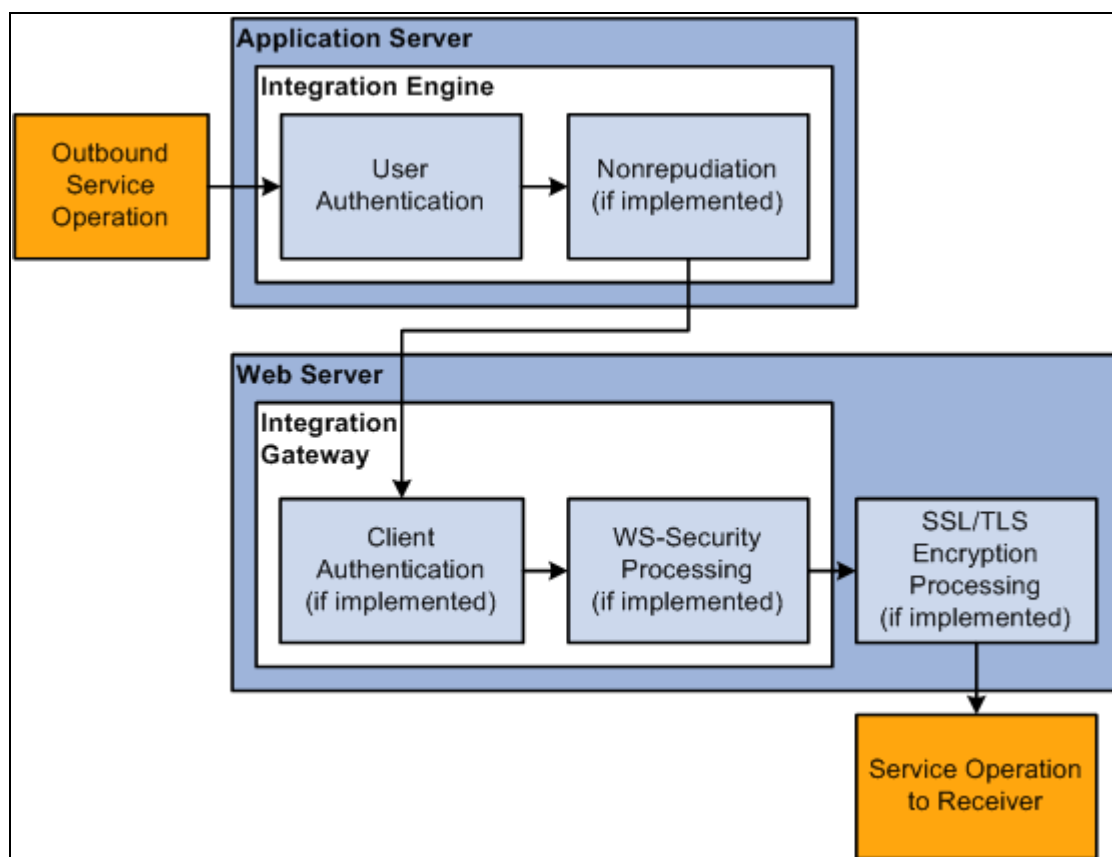 Application Server
Integration Engine
Outbound
Service
Operation
User
Authentication
Nonrepudiation
(if implemented)
Web Server
Integration
Gateway
Client
Authentication
(if implemented)
WS-Security
Processing
(if implemented)
SSL/TLS
Encryption
Processing
(if implemented)
Service Operation
to Receiver